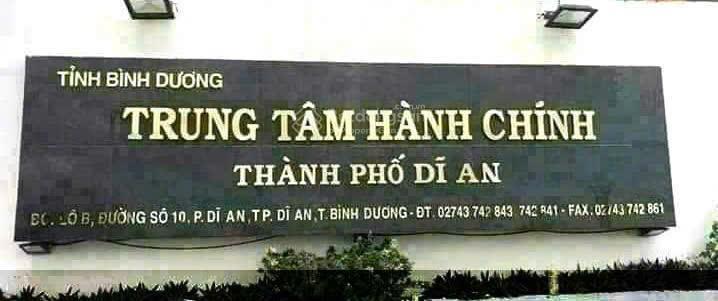 TỈNH BÌNH DƯƠNG
TRUNG TÂM HÀNH CHÍNH
THÀNH PHỐ DĨ AN
LÔ B, ĐƯỜNG SỐ 10, P. DĨ AN, TP. DĨ AN, T. BÌNH DƯƠNG - ĐT. 02743 742 843 742 841 - FAX: 02743 742 861